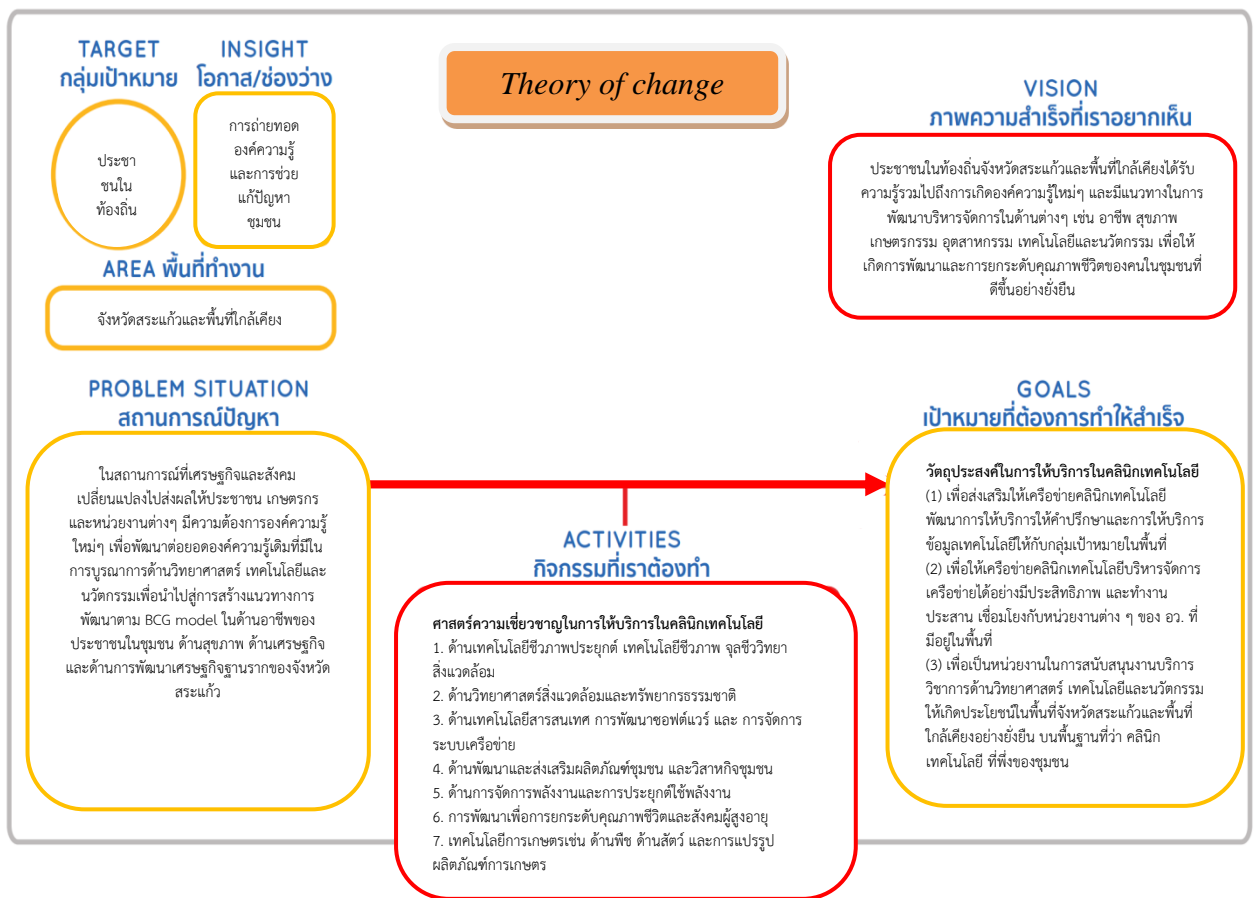 TARGET
กลุ่มเป้าหมาย
INSIGHT
โอกาส/ช่องว่าง
Theory of change
VISION
ภาพความสำเร็จที่เราอยากเห็น
ประชา
ชนใน
ท้องถิ่น
การถ่ายทอด
องค์ความรู้
และการช่วย
แก้ปัญหา
ชุมชน
ประชาชนในท้องถิ่นจังหวัดสระแก้วและพื้นที่ใกล้เคียงได้รับ
ความรู้รวมไปถึงการเกิดองค์ความรู้ใหม่ๆ และมีแนวทางในการ
พัฒนาบริหารจัดการในด้านต่างๆ เช่น อาชีพ สุขภาพ
เกษตรกรรม อุตสาหกรรม เทคโนโลยีและนวัตกรรม เพื่อให้
เกิดการพัฒนาและการยกระดับคุณภาพชีวิตของคนในชุมชนที่
ดีขึ้นอย่างยั่งยืน
AREA พื้นที่ทำงาน
จังหวัดสระแก้วและพื้นที่ใกล้เคียง
PROBLEM SITUATION
สถานการณ์ปัญหา
ในสถานการณ์ที่เศรษฐกิจและสังคม
เปลี่ยนแปลงไปส่งผลให้ประชาชน เกษตรกร
และหน่วยงานต่างๆ มีความต้องการองค์ความรู้
ใหม่ๆ เพื่อพัฒนาต่อยอดองค์ความรู้เดิมที่มีใน
การบูรณาการด้านวิทยาศาสตร์ เทคโนโลยีและ
นวัตกรรมเพื่อนำไปสู่การสร้างแนวทางการ
พัฒนาตาม BCG model ในด้านอาชีพของ
ประชาชนในชุมชน ด้านสุขภาพ ด้านเศรษฐกิจ
และด้านการพัฒนาเศรษฐกิจฐานรากของจังหวัด
สระแก้ว
ACTIVITIES
กิจกรรมที่เราต้องทำ
ศาสตร์ความเชี่ยวชาญในการให้บริการในคลินิกเทคโนโลยี
1. ด้านเทคโนโลยีชีวภาพประยุกต์ เทคโนโลยีชีวภาพ จุลชีววิทยา
สิ่งแวดล้อม
2. ด้านวิทยาศาสตร์สิ่งแวดล้อมและทรัพยากรธรรมชาติ
3. ด้านเทคโนโลยีสารสนเทศ การพัฒนาซอฟต์แวร์ และ การจัดการ
ระบบเครือข่าย
4. ด้านพัฒนาและส่งเสริมผลิตภัณฑ์ชุมชน และวิสาหกิจชุมชน
5. ด้านการจัดการพลังงานและการประยุกต์ใช้พลังงาน
6. การพัฒนาเพื่อการยกระดับคุณภาพชีวิตและสังคมผู้สูงอายุ
7. เทคโนโลยีการเกษตรเช่น ด้านพืช ด้านสัตว์ และการแปรรูป
ผลิตภัณฑ์การเกษตร
GOALS
เป้าหมายที่ต้องการทำให้สำเร็จ
วัตถุประสงค์ในการให้บริการในคลินิกเทคโนโลยี
(1) เพื่อส่งเสริมให้เครือข่ายคลินิกเทคโนโลยี
พัฒนาการให้บริการให้คำปรึกษาและการให้บริการ
ข้อมูลเทคโนโลยีให้กับกลุ่มเป้าหมายในพื้นที่
(2) เพื่อให้เครือข่ายคลินิกเทคโนโลยีบริหารจัดการ
เครือข่ายได้อย่างมีประสิทธิภาพ และทำงาน
ประสาน เชื่อมโยงกับหน่วยงานต่าง ๆ ของ อว. ที่
มีอยู่ในพื้นที่
(3) เพื่อเป็นหน่วยงานในการสนับสนุนงานบริการ
วิชาการด้านวิทยาศาสตร์ เทคโนโลยีและนวัตกรรม
ให้เกิดประโยชน์ในพื้นที่จังหวัดสระแก้วและพื้นที่
ใกล้เคียงอย่างยั่งยืน บนพื้นฐานที่ว่า คลินิก
เทคโนโลยี ที่พึ่งของชุมชน